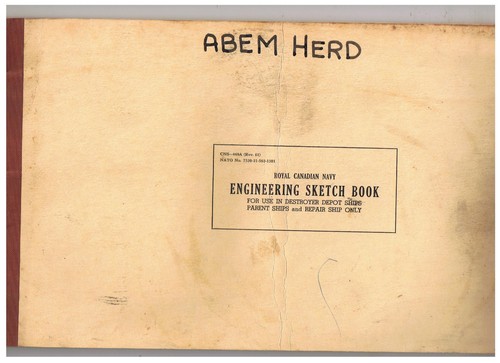 ABEM HERD
ROYAL CANADIAN NAVY
ENGINEERING SKETCH BOOK
FOR USE IN DESTROYER DEPOT SHIPS
PARENT SHIPS and REPAIR SHIP ONLY